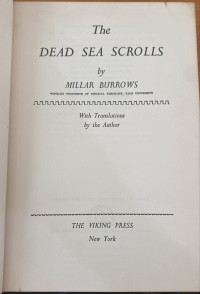 The
DEAD SEA SCROLLS
by
MILLAR BURROWS
WINKLEY PROFESSOR OF BIBLICAL THEOLOGY, YALE UNIVERSITY
With Translations
by the Author
THE VIKING PRESS
New York